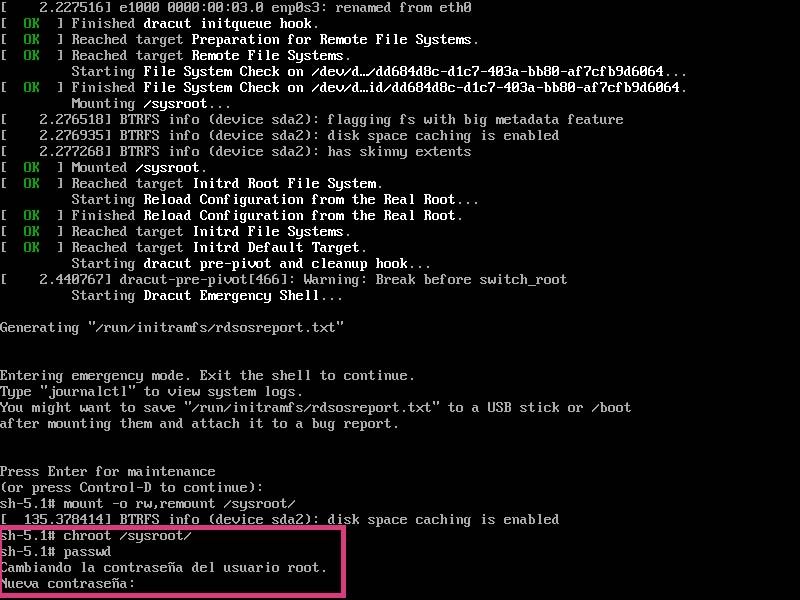 [    2.227516] e1000 0000:00:03.0 enp0s3: renamed from eth0
[  OK  ] Finished dracut initqueue hook.
[  OK  ] Reached target Preparation for Remote File Systems.
[  OK  ] Reached target Remote File Systems.
         Starting File System Check on /dev/d…/dd684d8c-d1c7-403a-bb80-af7cfb9d6064...
[  OK  ] Finished File System Check on /dev/d…id/dd684d8c-d1c7-403a-bb80-af7cfb9d6064.
         Mounting /sysroot...
[    2.276518] BTRFS info (device sda2): flagging fs with big metadata feature
[    2.276935] BTRFS info (device sda2): disk space caching is enabled
[    2.277268] BTRFS info (device sda2): has skinny extents
[  OK  ] Mounted /sysroot.
[  OK  ] Reached target Initrd Root File System.
         Starting Reload Configuration from the Real Root...
[  OK  ] Finished Reload Configuration from the Real Root.
[  OK  ] Reached target Initrd File Systems.
[  OK  ] Reached target Initrd Default Target.
         Starting dracut pre-pivot and cleanup hook...
[    2.440767] dracut-pre-pivot[466]: Warning: Break before switch_root
         Starting Dracut Emergency Shell...
Generating "/run/initramfs/rdsosreport.txt"
Entering emergency mode. Exit the shell to continue.
Type "journalctl" to view system logs.
You might want to save "/run/initramfs/rdsosreport.txt" to a USB stick or /boot
after mounting them and attach it to a bug report.
Press Enter for maintenance
(or press Control-D to continue):
sh-5.1# mount -o rw,remount /sysroot/
[  135.378414] BTRFS info (device sda2): disk space caching is enabled
sh-5.1# chroot /sysroot/
sh-5.1# passwd
Cambiando la contraseña del usuario root.
Nueva contraseña: